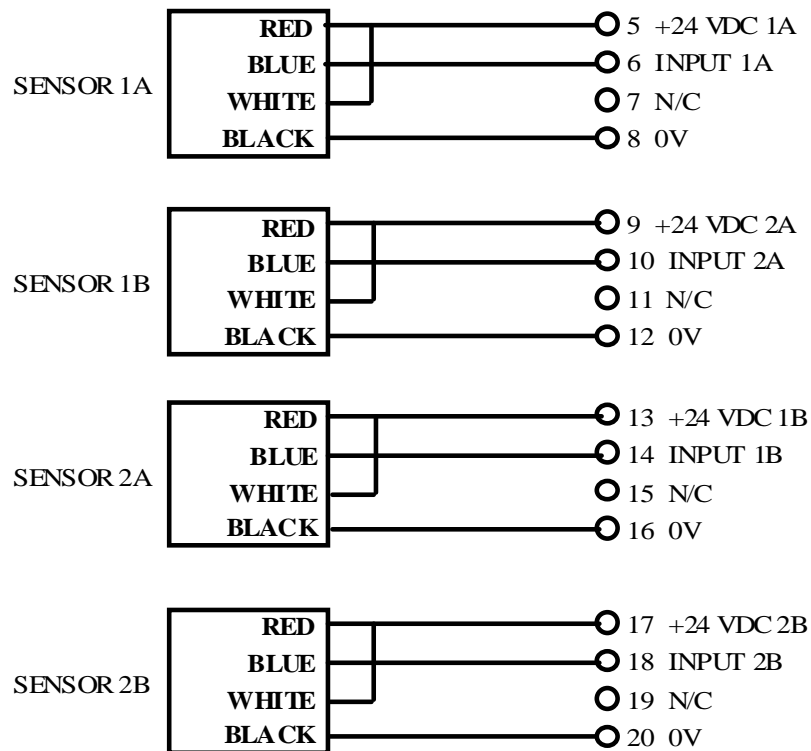 RED 5 +24 VDC 1A
BLUE 6 INPUT 1A
SENSOR 1A
WHITE 7 N/C
BLACK 8 0V
RED 9 +24 VDC 2A
BLUE 10 INPUT 2A
SENSOR 1B
WHITE 11 N/C
BLACK 12 0V
RED 13 +24 VDC 1B
BLUE 14 INPUT 1B
SENSOR 2A
WHITE 15 N/C
BLACK 16 0V
RED 17 +24 VDC 2B
BLUE 18 INPUT 2B
SENSOR 2B
WHITE 19 N/C
BLACK 20 0V